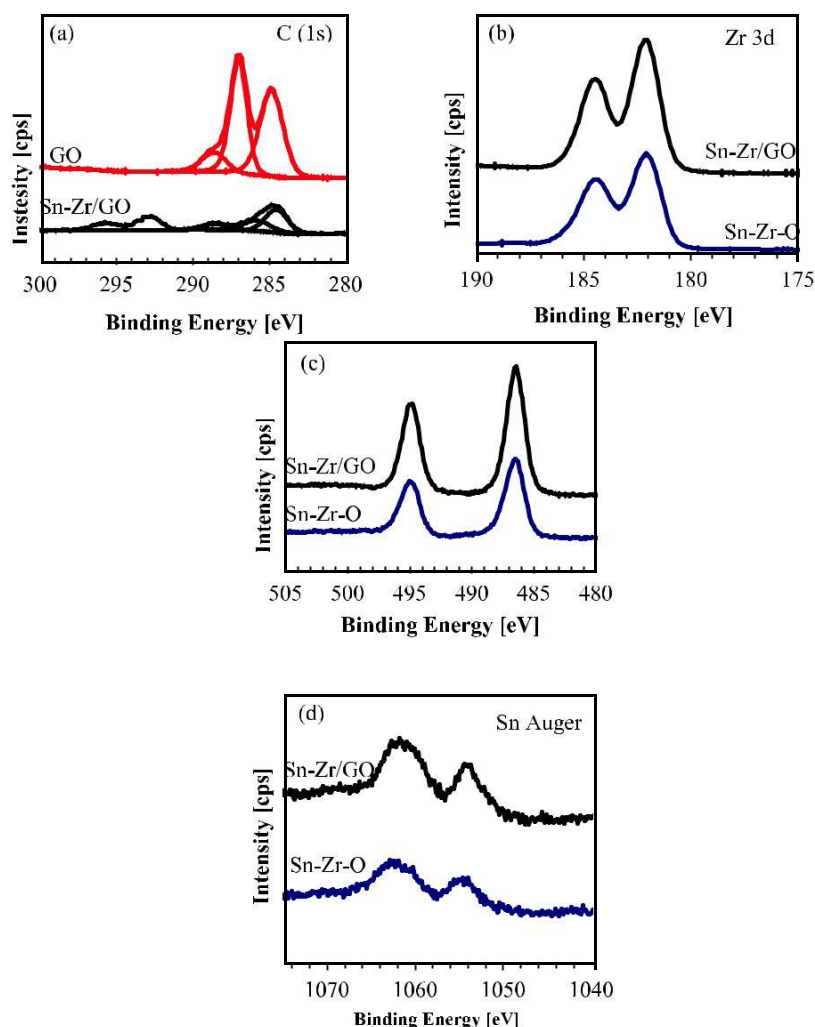 (a) C (1s)
Instesity [cps]
GO
Sn-Zr/GO
300 295 290 285 280
Binding Energy [eV]
(b) Zr 3d
Intensity [cps]
Sn-Zr/GO
Sn-Zr-O
190 185 180 175
Binding Energy [eV]
(c)
Intensity [cps]
Sn-Zr/GO
Sn-Zr-O
505 500 495 490 485 480
Binding Energy [eV]
(d) Sn Auger
Intensity [cps]
Sn-Zr/GO
Sn-Zr-O
1070 1060 1050 1040
Binding Energy [eV]